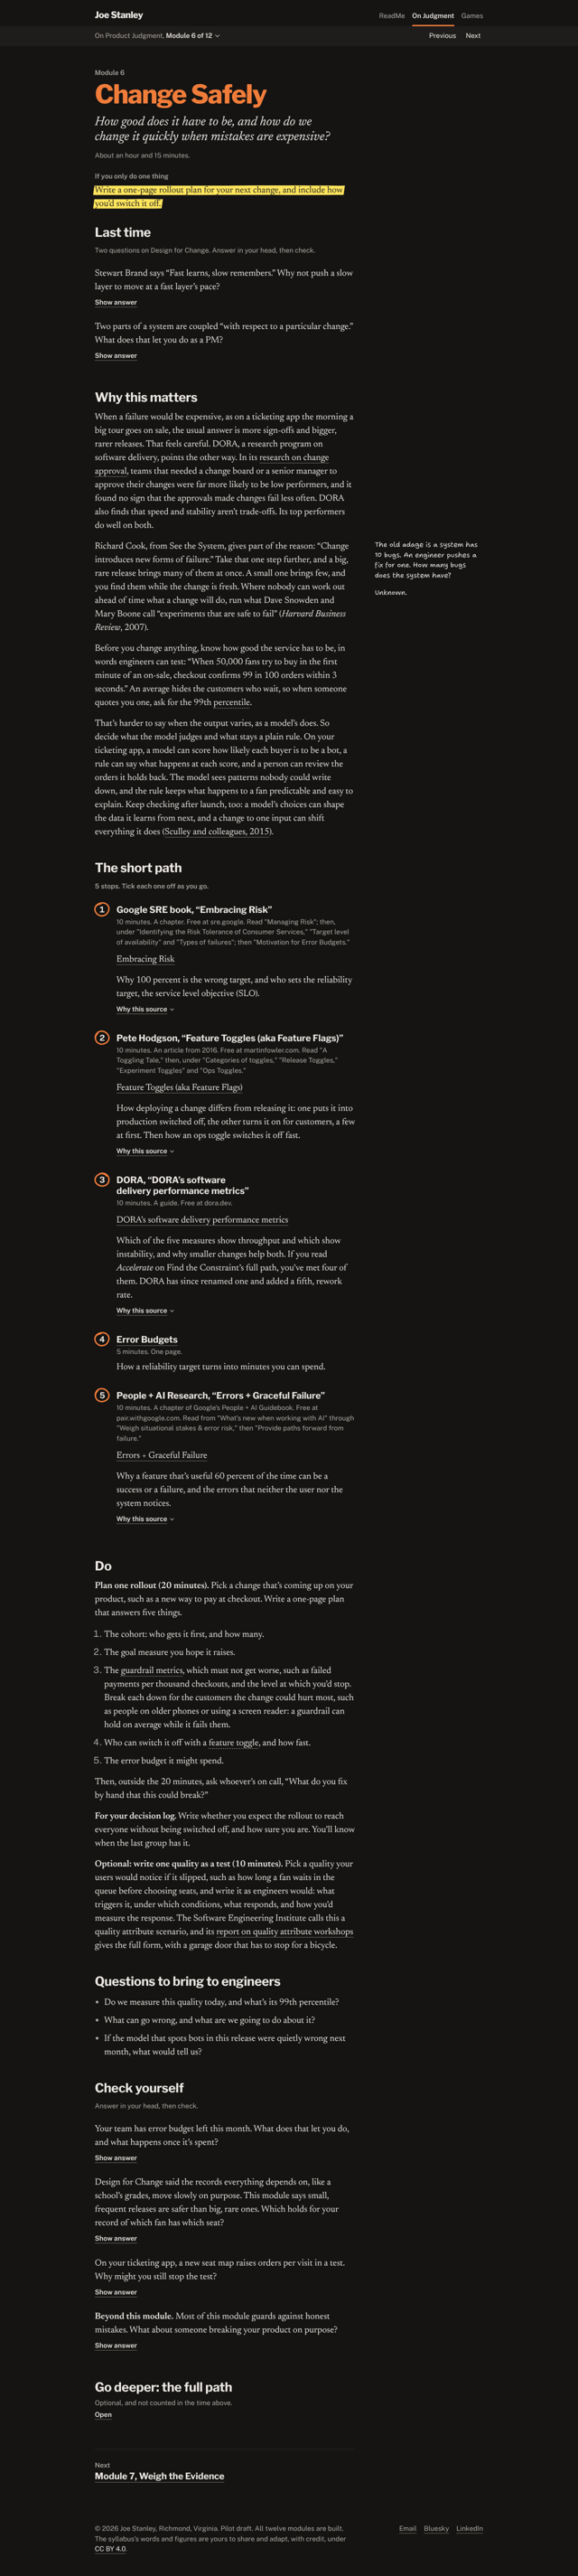 Joe Stanley
ReadMe On Judgment Games
On Product Judgment, Module 6 of 12
Previous Next
Module 6
Change Safely
How good does it have to be, and how do we
change it quickly when mistakes are expensive?
About an hour and 15 minutes.
If you only do one thing
Write a one-page rollout plan for your next change, and include how
you'd switch it off.
Last time
Two questions on Design for Change. Answer in your head, then check.
Stewart Brand says “Fast learns, slow remembers.” Why not push a slow
layer to move at a fast layer’s pace?
Show answer
Two parts of a system are coupled “with respect to a particular change.”
What does that let you do as a PM?
Show answer
Why this matters
When a failure would be expensive, as on a ticketing app the morning a
big tour goes on sale, the usual answer is more sign-offs and bigger,
rarer releases. That feels careful. DORA, a research program on
software delivery, points the other way. In its research on change
approval, teams that needed a change board or a senior manager to
approve their changes were far more likely to be low performers, and it
found no sign that the approvals made changes fail less often. DORA
also finds that speed and stability aren’t trade-offs. Its top performers
do well on both.
Richard Cook, from See the System, gives part of the reason: “Change
introduces new forms of failure.” Take that one step further, and a big,
rare release brings many of them at once. A small one brings few, and
you find them while the change is fresh. Where nobody can work out
ahead of time what a change will do, run what Dave Snowden and
Mary Boone call “experiments that are safe to fail” (Harvard Business
Review, 2007).
The old adage is a system has
10 bugs. An engineer pushes a
fix for one. How many bugs
does the system have?
Unknown.
Before you change anything, know how good the service has to be, in
words engineers can test: “When 50,000 fans try to buy in the first
minute of an on-sale, checkout confirms 99 in 100 orders within 3
seconds.” An average hides the customers who wait, so when someone
quotes you one, ask for the 99th percentile.
That’s harder to say when the output varies, as a model’s does. So
decide what the model judges and what stays a plain rule. On your
ticketing app, a model can score how likely each buyer is to be a bot, a
rule can say what happens at each score, and a person can review the
orders it holds back. The model sees patterns nobody could write
down, and the rule keeps what happens to a fan predictable and easy to
explain. Keep checking after launch, too: a model’s choices can shape
the data it learns from next, and a change to one input can shift
everything it does (Sculley and colleagues, 2015).
The short path
5 stops. Tick each one off as you go.
1 Google SRE book, “Embracing Risk”
10 minutes. A chapter. Free at sre.google. Read "Managing Risk"; then,
under "Identifying the Risk Tolerance of Consumer Services," "Target level
of availability" and "Types of failures"; then "Motivation for Error Budgets."
Embracing Risk
Why 100 percent is the wrong target, and who sets the reliability
target, the service level objective (SLO).
Why this source
2 Pete Hodgson, “Feature Toggles (aka Feature Flags)”
10 minutes. An article from 2016. Free at martinfowler.com. Read "A
Toggling Tale," then, under "Categories of toggles," "Release Toggles,"
"Experiment Toggles" and "Ops Toggles."
Feature Toggles (aka Feature Flags)
How deploying a change differs from releasing it: one puts it into
production switched off, the other turns it on for customers, a few
at first. Then how an ops toggle switches it off fast.
Why this source
3 DORA, “DORA’s software
delivery performance metrics”
10 minutes. A guide. Free at dora.dev.
DORA’s software delivery performance metrics
Which of the five measures show throughput and which show
instability, and why smaller changes help both. If you read
Accelerate on Find the Constraint’s full path, you’ve met four of
them. DORA has since renamed one and added a fifth, rework
rate.
Why this source
4 Error Budgets
5 minutes. One page.
How a reliability target turns into minutes you can spend.
5 People + AI Research, “Errors + Graceful Failure”
10 minutes. A chapter of Google's People + AI Guidebook. Free at
pair.withgoogle.com. Read from "What's new when working with AI" through
"Weigh situational stakes & error risk," then "Provide paths forward from
failure."
Errors + Graceful Failure
Why a feature that’s useful 60 percent of the time can be a
success or a failure, and the errors that neither the user nor the
system notices.
Why this source
Do
Plan one rollout (20 minutes). Pick a change that’s coming up on your
product, such as a new way to pay at checkout. Write a one-page plan
that answers five things.
1. The cohort: who gets it first, and how many.
2. The goal measure you hope it raises.
3. The guardrail metrics, which must not get worse, such as failed
payments per thousand checkouts, and the level at which you’d stop.
Break each down for the customers the change could hurt most, such
as people on older phones or using a screen reader: a guardrail can
hold on average while it fails them.
4. Who can switch it off with a feature toggle, and how fast.
5. The error budget it might spend.
Then, outside the 20 minutes, ask whoever’s on call, “What do you fix
by hand that this could break?”
For your decision log. Write whether you expect the rollout to reach
everyone without being switched off, and how sure you are. You’ll know
when the last group has it.
Optional: write one quality as a test (10 minutes). Pick a quality your
users would notice if it slipped, such as how long a fan waits in the
queue before choosing seats, and write it as engineers would: what
triggers it, under which conditions, what responds, and how you’d
measure the response. The Software Engineering Institute calls this a
quality attribute scenario, and its report on quality attribute workshops
gives the full form, with a garage door that has to stop for a bicycle.
Questions to bring to engineers
• Do we measure this quality today, and what’s its 99th percentile?
• What can go wrong, and what are we going to do about it?
• If the model that spots bots in this release were quietly wrong next
month, what would tell us?
Check yourself
Answer in your head, then check.
Your team has error budget left this month. What does that let you do,
and what happens once it’s spent?
Show answer
Design for Change said the records everything depends on, like a
school’s grades, move slowly on purpose. This module says small,
frequent releases are safer than big, rare ones. Which holds for your
record of which fan has which seat?
Show answer
On your ticketing app, a new seat map raises orders per visit in a test.
Why might you still stop the test?
Show answer
Beyond this module. Most of this module guards against honest
mistakes. What about someone breaking your product on purpose?
Show answer
Go deeper: the full path
Optional, and not counted in the time above.
Open
Next
Module 7, Weigh the Evidence
© 2026 Joe Stanley, Richmond, Virginia. Pilot draft. All twelve modules are built.
The syllabus's words and figures are yours to share and adapt, with credit, under
CC BY 4.0.
Email Bluesky LinkedIn